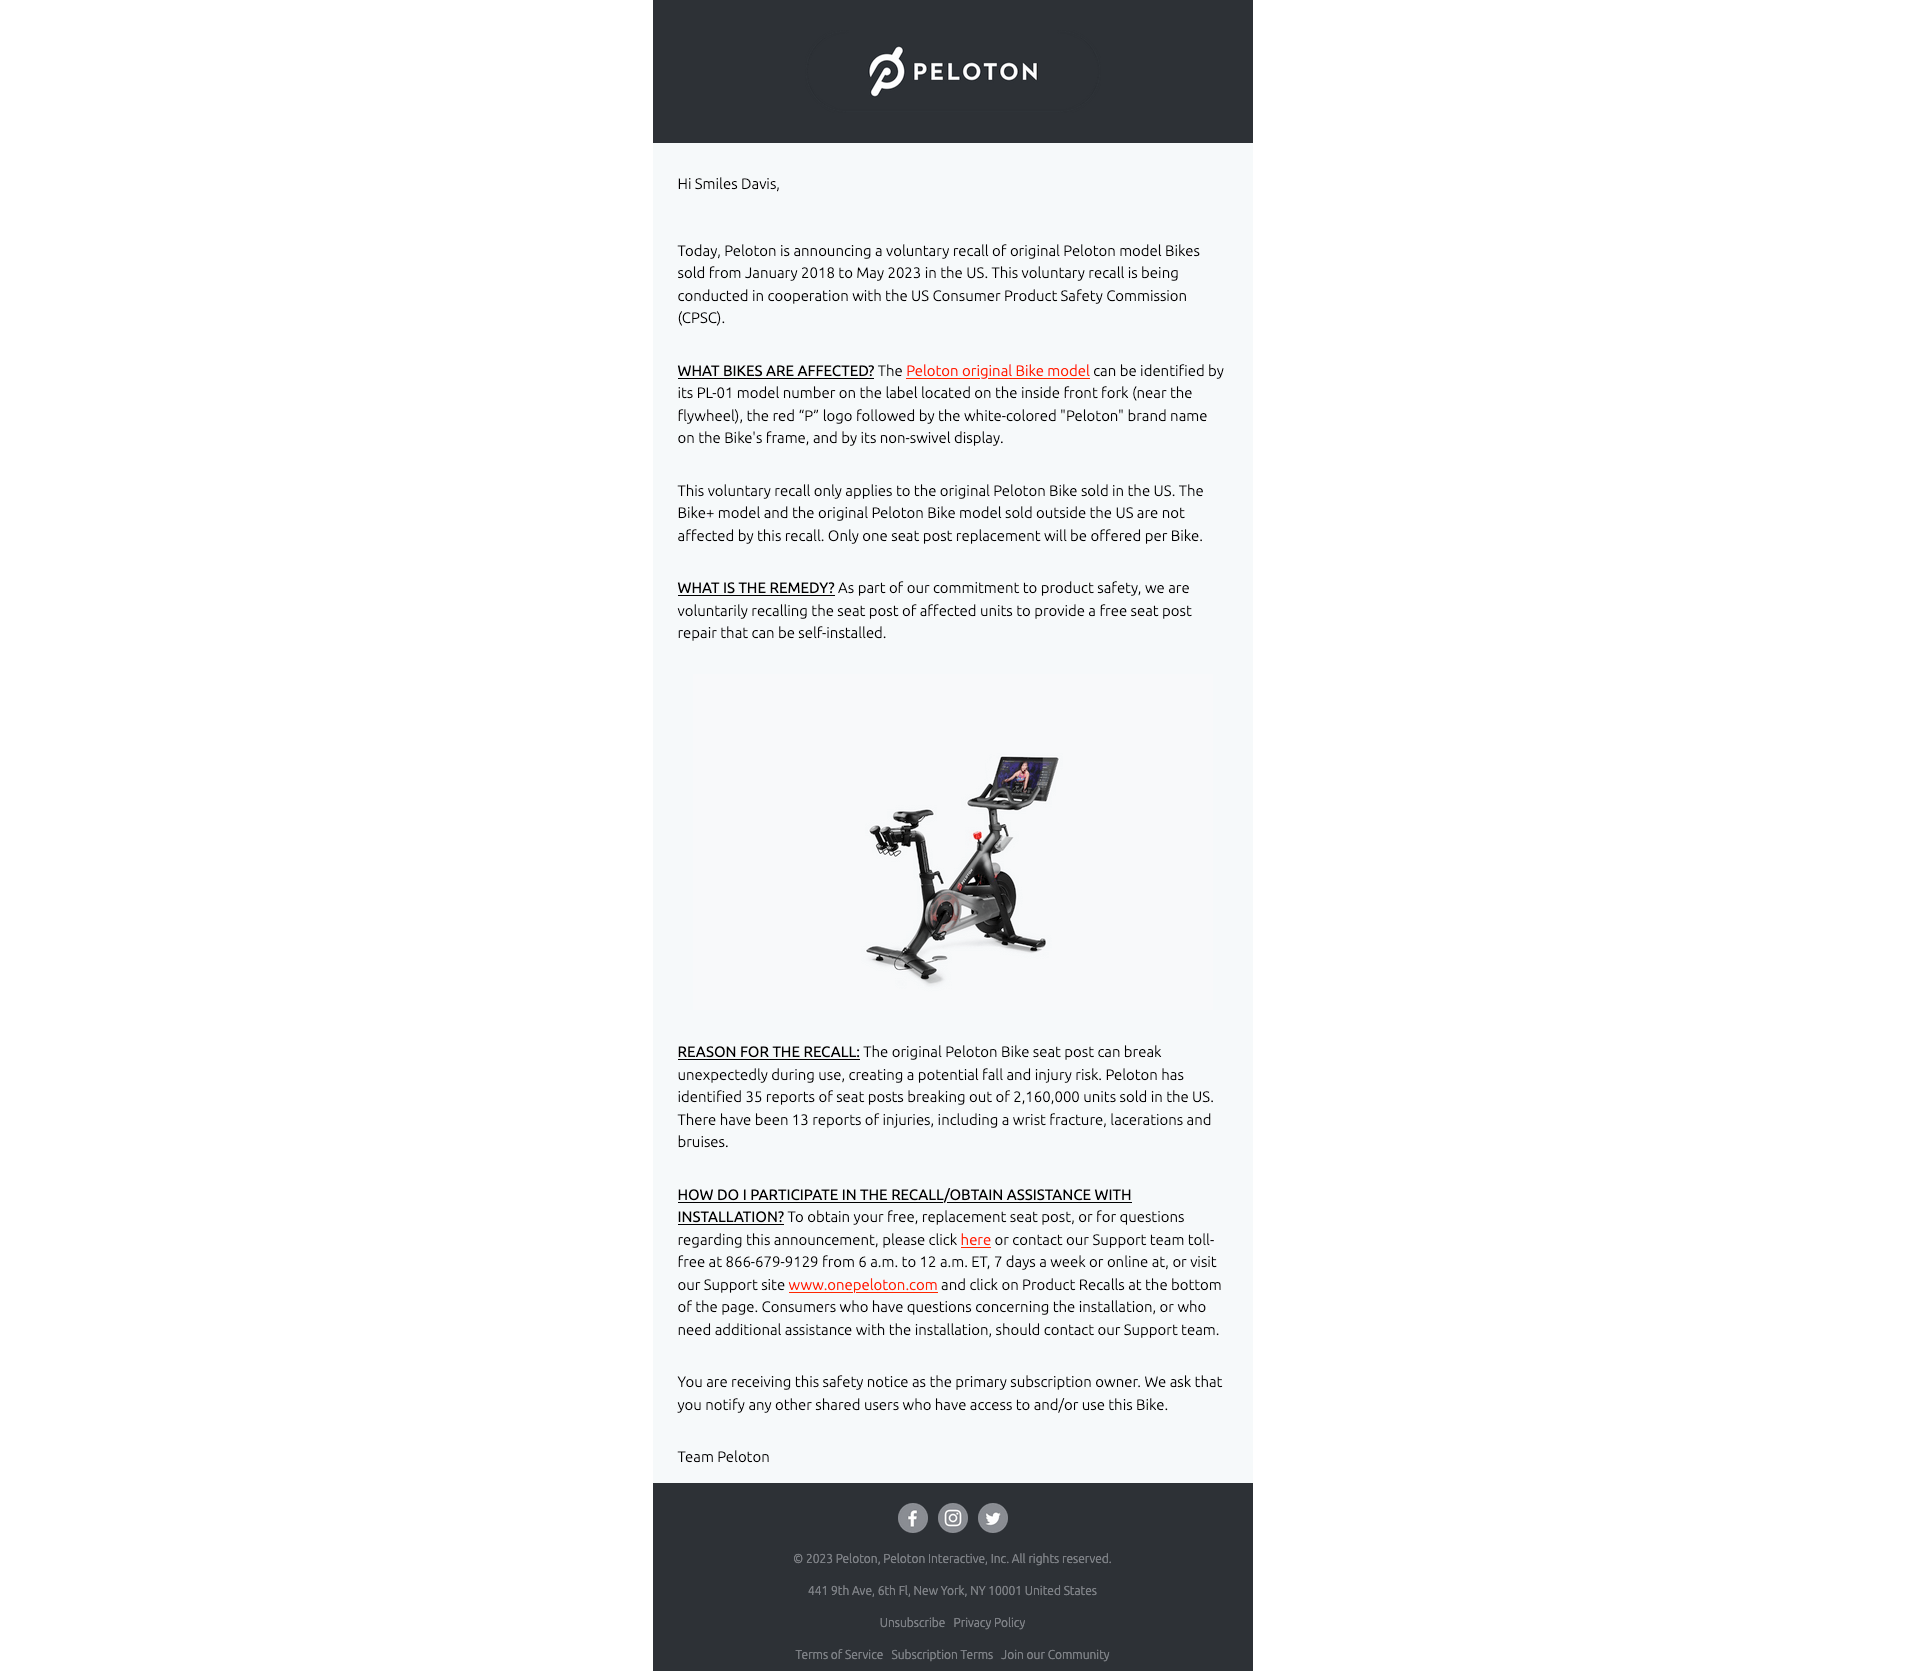 PELOTON
Hi Smiles Davis,
Today, Peloton is announcing a voluntary recall of original Peloton model Bikes
sold from January 2018 to May 2023 in the US. This voluntary recall is being
conducted in cooperation with the US Consumer Product Safety Commission
(CPSC).
WHAT BIKES ARE AFFECTED? The Peloton original Bike model can be identified by
its PL-01 model number on the label located on the inside front fork (near the
flywheel), the red “P” logo followed by the white-colored "Peloton" brand name
on the Bike's frame, and by its non-swivel display.
This voluntary recall only applies to the original Peloton Bike sold in the US. The
Bike+ model and the original Peloton Bike model sold outside the US are not
affected by this recall. Only one seat post replacement will be offered per Bike.
WHAT IS THE REMEDY? As part of our commitment to product safety, we are
voluntarily recalling the seat post of affected units to provide a free seat post
repair that can be self-installed.
REASON FOR THE RECALL: The original Peloton Bike seat post can break
unexpectedly during use, creating a potential fall and injury risk. Peloton has
identified 35 reports of seat posts breaking out of 2,160,000 units sold in the US.
There have been 13 reports of injuries, including a wrist fracture, lacerations and
bruises.
HOW DO I PARTICIPATE IN THE RECALL/OBTAIN ASSISTANCE WITH
INSTALLATION? To obtain your free, replacement seat post, or for questions
regarding this announcement, please click here or contact our Support team toll-
free at 866-679-9129 from 6 a.m. to 12 a.m. ET, 7 days a week or online at, or visit
our Support site www.onepeloton.com and click on Product Recalls at the bottom
of the page. Consumers who have questions concerning the installation, or who
need additional assistance with the installation, should contact our Support team.
You are receiving this safety notice as the primary subscription owner. We ask that
you notify any other shared users who have access to and/or use this Bike.
Team Peloton
© 2023 Peloton, Peloton Interactive, Inc. All rights reserved.
441 9th Ave, 6th Fl, New York, NY 10001 United States
Unsubscribe Privacy Policy
Terms of Service Subscription Terms Join our Community